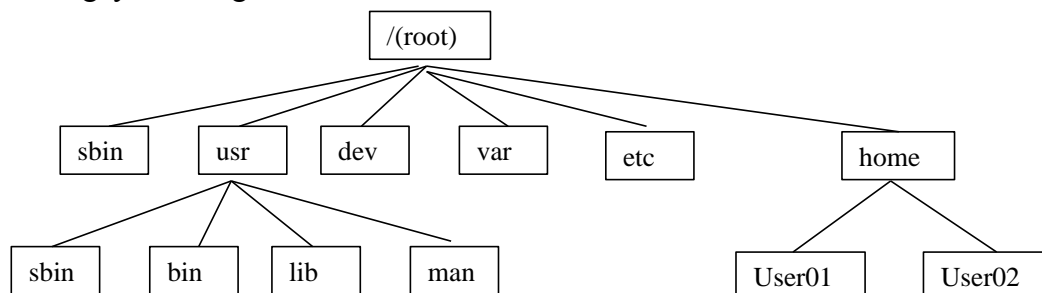 /(root)
sbin usr dev var etc home
sbin bin lib man User01 User02